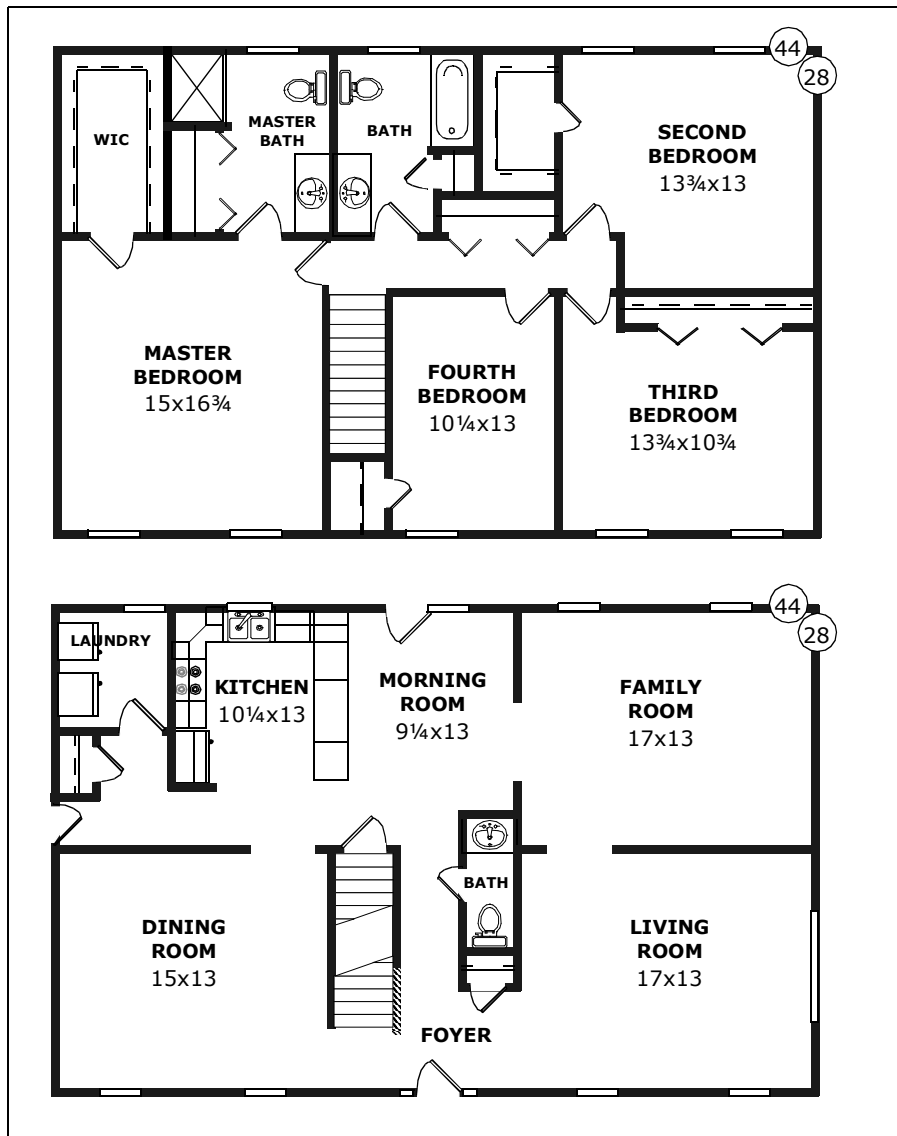 44
28
WIC
MASTER
BATH
BATH
SECOND
BEDROOM
13¾x13
MASTER
BEDROOM
15x16¾
FOURTH
BEDROOM
10¼x13
THIRD
BEDROOM
13¾x10¾
44
28
LAUNDRY
KITCHEN
10¼x13
MORNING
ROOM
9¼x13
FAMILY
ROOM
17x13
BATH
DINING
ROOM
15x13
LIVING
ROOM
17x13
FOYER